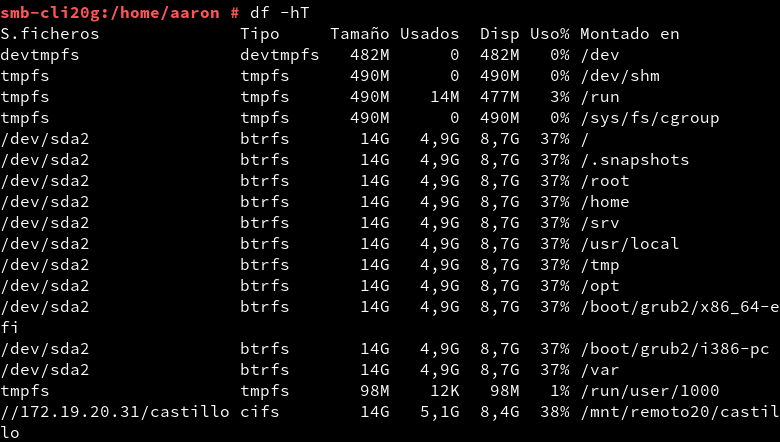 smb-cli20g:/home/aaron # df -hT
S.ficheros              Tipo     Tamaño Usados  Disp Uso% Montado en
devtmpfs                devtmpfs   482M      0  482M   0% /dev
tmpfs                   tmpfs      490M      0  490M   0% /dev/shm
tmpfs                   tmpfs      490M    14M  477M   3% /run
tmpfs                   tmpfs      490M      0  490M   0% /sys/fs/cgroup
/dev/sda2               btrfs       14G   4,9G  8,7G  37% /
/dev/sda2               btrfs       14G   4,9G  8,7G  37% /.snapshots
/dev/sda2               btrfs       14G   4,9G  8,7G  37% /root
/dev/sda2               btrfs       14G   4,9G  8,7G  37% /home
/dev/sda2               btrfs       14G   4,9G  8,7G  37% /srv
/dev/sda2               btrfs       14G   4,9G  8,7G  37% /usr/local
/dev/sda2               btrfs       14G   4,9G  8,7G  37% /tmp
/dev/sda2               btrfs       14G   4,9G  8,7G  37% /opt
/dev/sda2               btrfs       14G   4,9G  8,7G  37% /boot/grub2/x86_64-e
fi
/dev/sda2               btrfs       14G   4,9G  8,7G  37% /boot/grub2/i386-pc
/dev/sda2               btrfs       14G   4,9G  8,7G  37% /var
tmpfs                   tmpfs       98M    12K   98M   1% /run/user/1000
//172.19.20.31/castillo cifs        14G   5,1G  8,4G  38% /mnt/remoto20/castil
lo